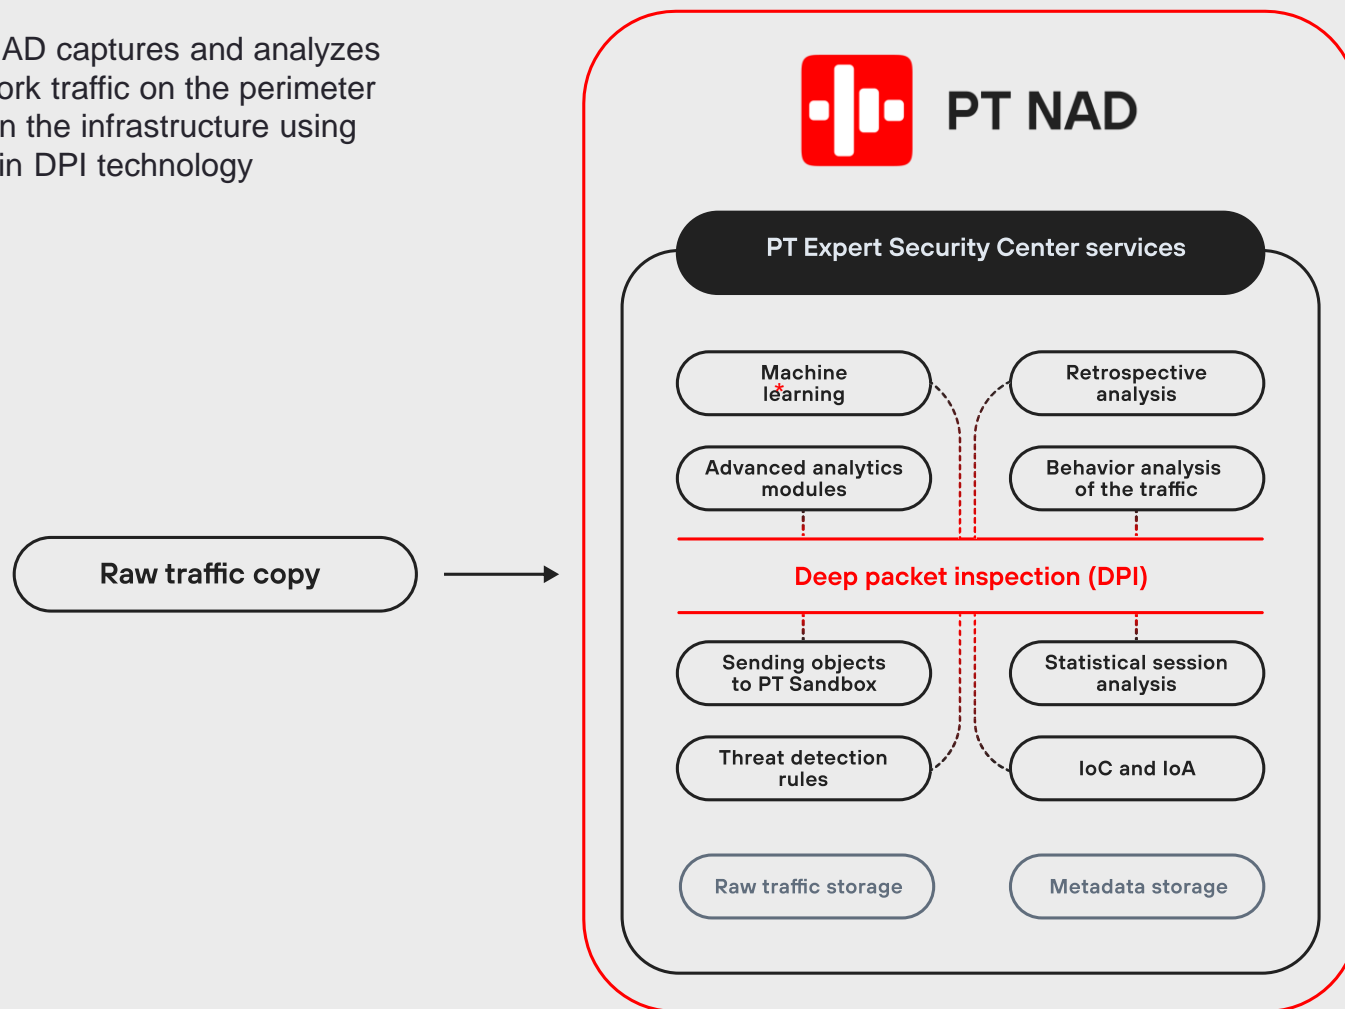 AD captures and analyzes
ork traffic on the perimeter
n the infrastructure using
in DPI technology
PT NAD
PT Expert Security Center services
Machine
learning
*
Retrospective
analysis
Advanced analytics
modules
Behavior analysis
of the traffic
Raw traffic copy
Deep packet inspection (DPI)
Sending objects
to PT Sandbox
Statistical session
analysis
Threat detection
rules
IoC and IoA
Raw traffic storage
Metadata storage